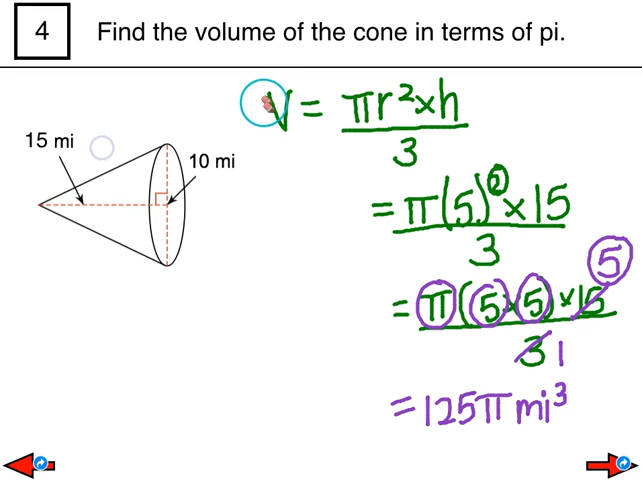 4 Find the volume of the cone in terms of pi.
15 mi
10 mi
V = πr²×h
3
= π(5)²×15
3
= π(5×5)×15 5
3 1
= 125π mi³